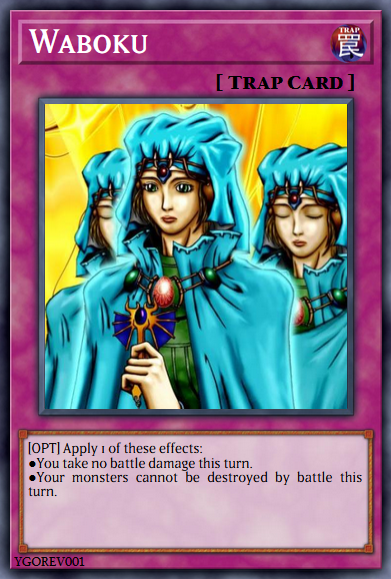 WABOKU
TRAP
罠
[ TRAP CARD ]
[OPT] Apply 1 of these effects:
●You take no battle damage this turn.
●Your monsters cannot be destroyed by battle this
turn.
YGOREV001